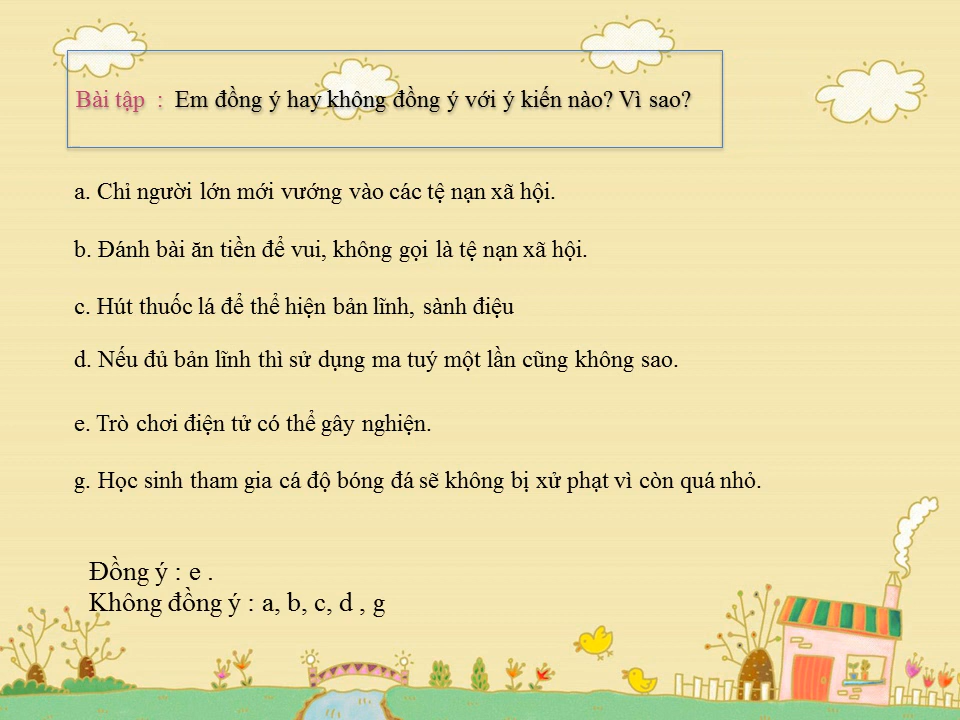 Bài tập : Em đồng ý hay không đồng ý với ý kiến nào? Vì sao?
a. Chỉ người lớn mới vướng vào các tệ nạn xã hội.
b. Đánh bài ăn tiền để vui, không gọi là tệ nạn xã hội.
c. Hút thuốc lá để thể hiện bản lĩnh, sành điệu
d. Nếu đủ bản lĩnh thì sử dụng ma tuý một lần cũng không sao.
e. Trò chơi điện tử có thể gây nghiện.
g. Học sinh tham gia cá độ bóng đá sẽ không bị xử phạt vì còn quá nhỏ.
Đồng ý : e .
Không đồng ý : a, b, c, d , g